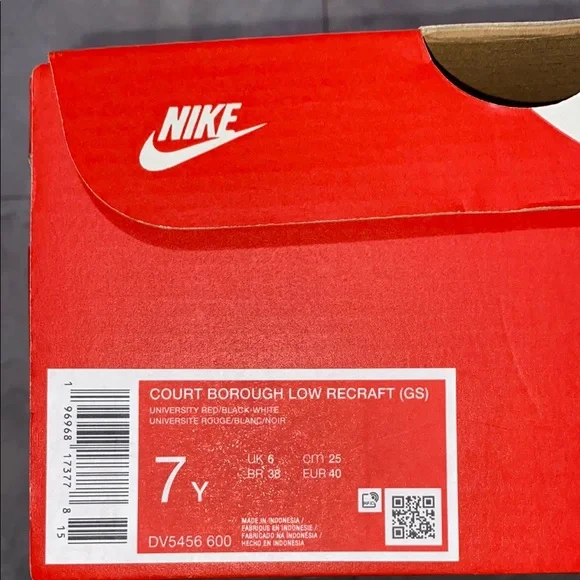 NIKE
COURT BOROUGH LOW RECRAFT (GS)
UNIVERSITY RED/BLACK-WHITE
UNIVERSITE ROUGE/BLANC/NOIR
7 Y
UK 6 cm 25
BR 38 EUR 40
DV5456 600
MADE IN INDONESIA /
FABRIQUE EN INDONESIE /
FABRICADO NA INDONESIA /
HECHO EN INDONESIA
1 96968 17377 8 15